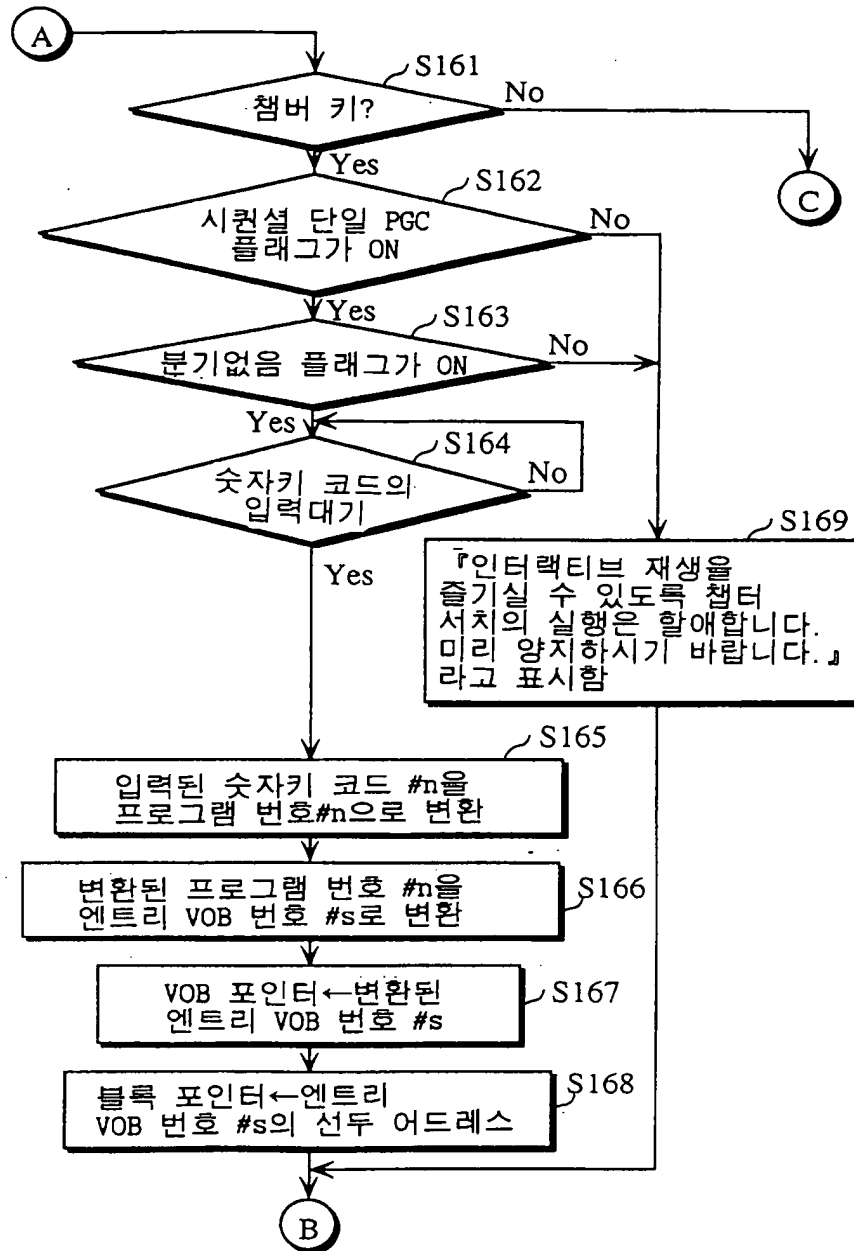 A
S161
챔버 키?
No
Yes
C
S162
시퀀셜 단일 PGC
플래그가 ON
No
Yes
S163
분기없음 플래그가 ON
No
Yes
S164
숫자키 코드의
입력대기
No
Yes
S169
『인터랙티브 재생을
즐기실 수 있도록 챕터
서치의 실행은 할애합니다.
미리 양지하시기 바랍니다.』
라고 표시함
S165
입력된 숫자키 코드 #n을
프로그램 번호#n으로 변환
변환된 프로그램 번호 #n을
엔트리 VOB 번호 #s로 변환
S166
VOB 포인터←변환된
엔트리 VOB 번호 #s
S167
블록 포인터←엔트리
VOB 번호 #s의 선두 어드레스
S168
B